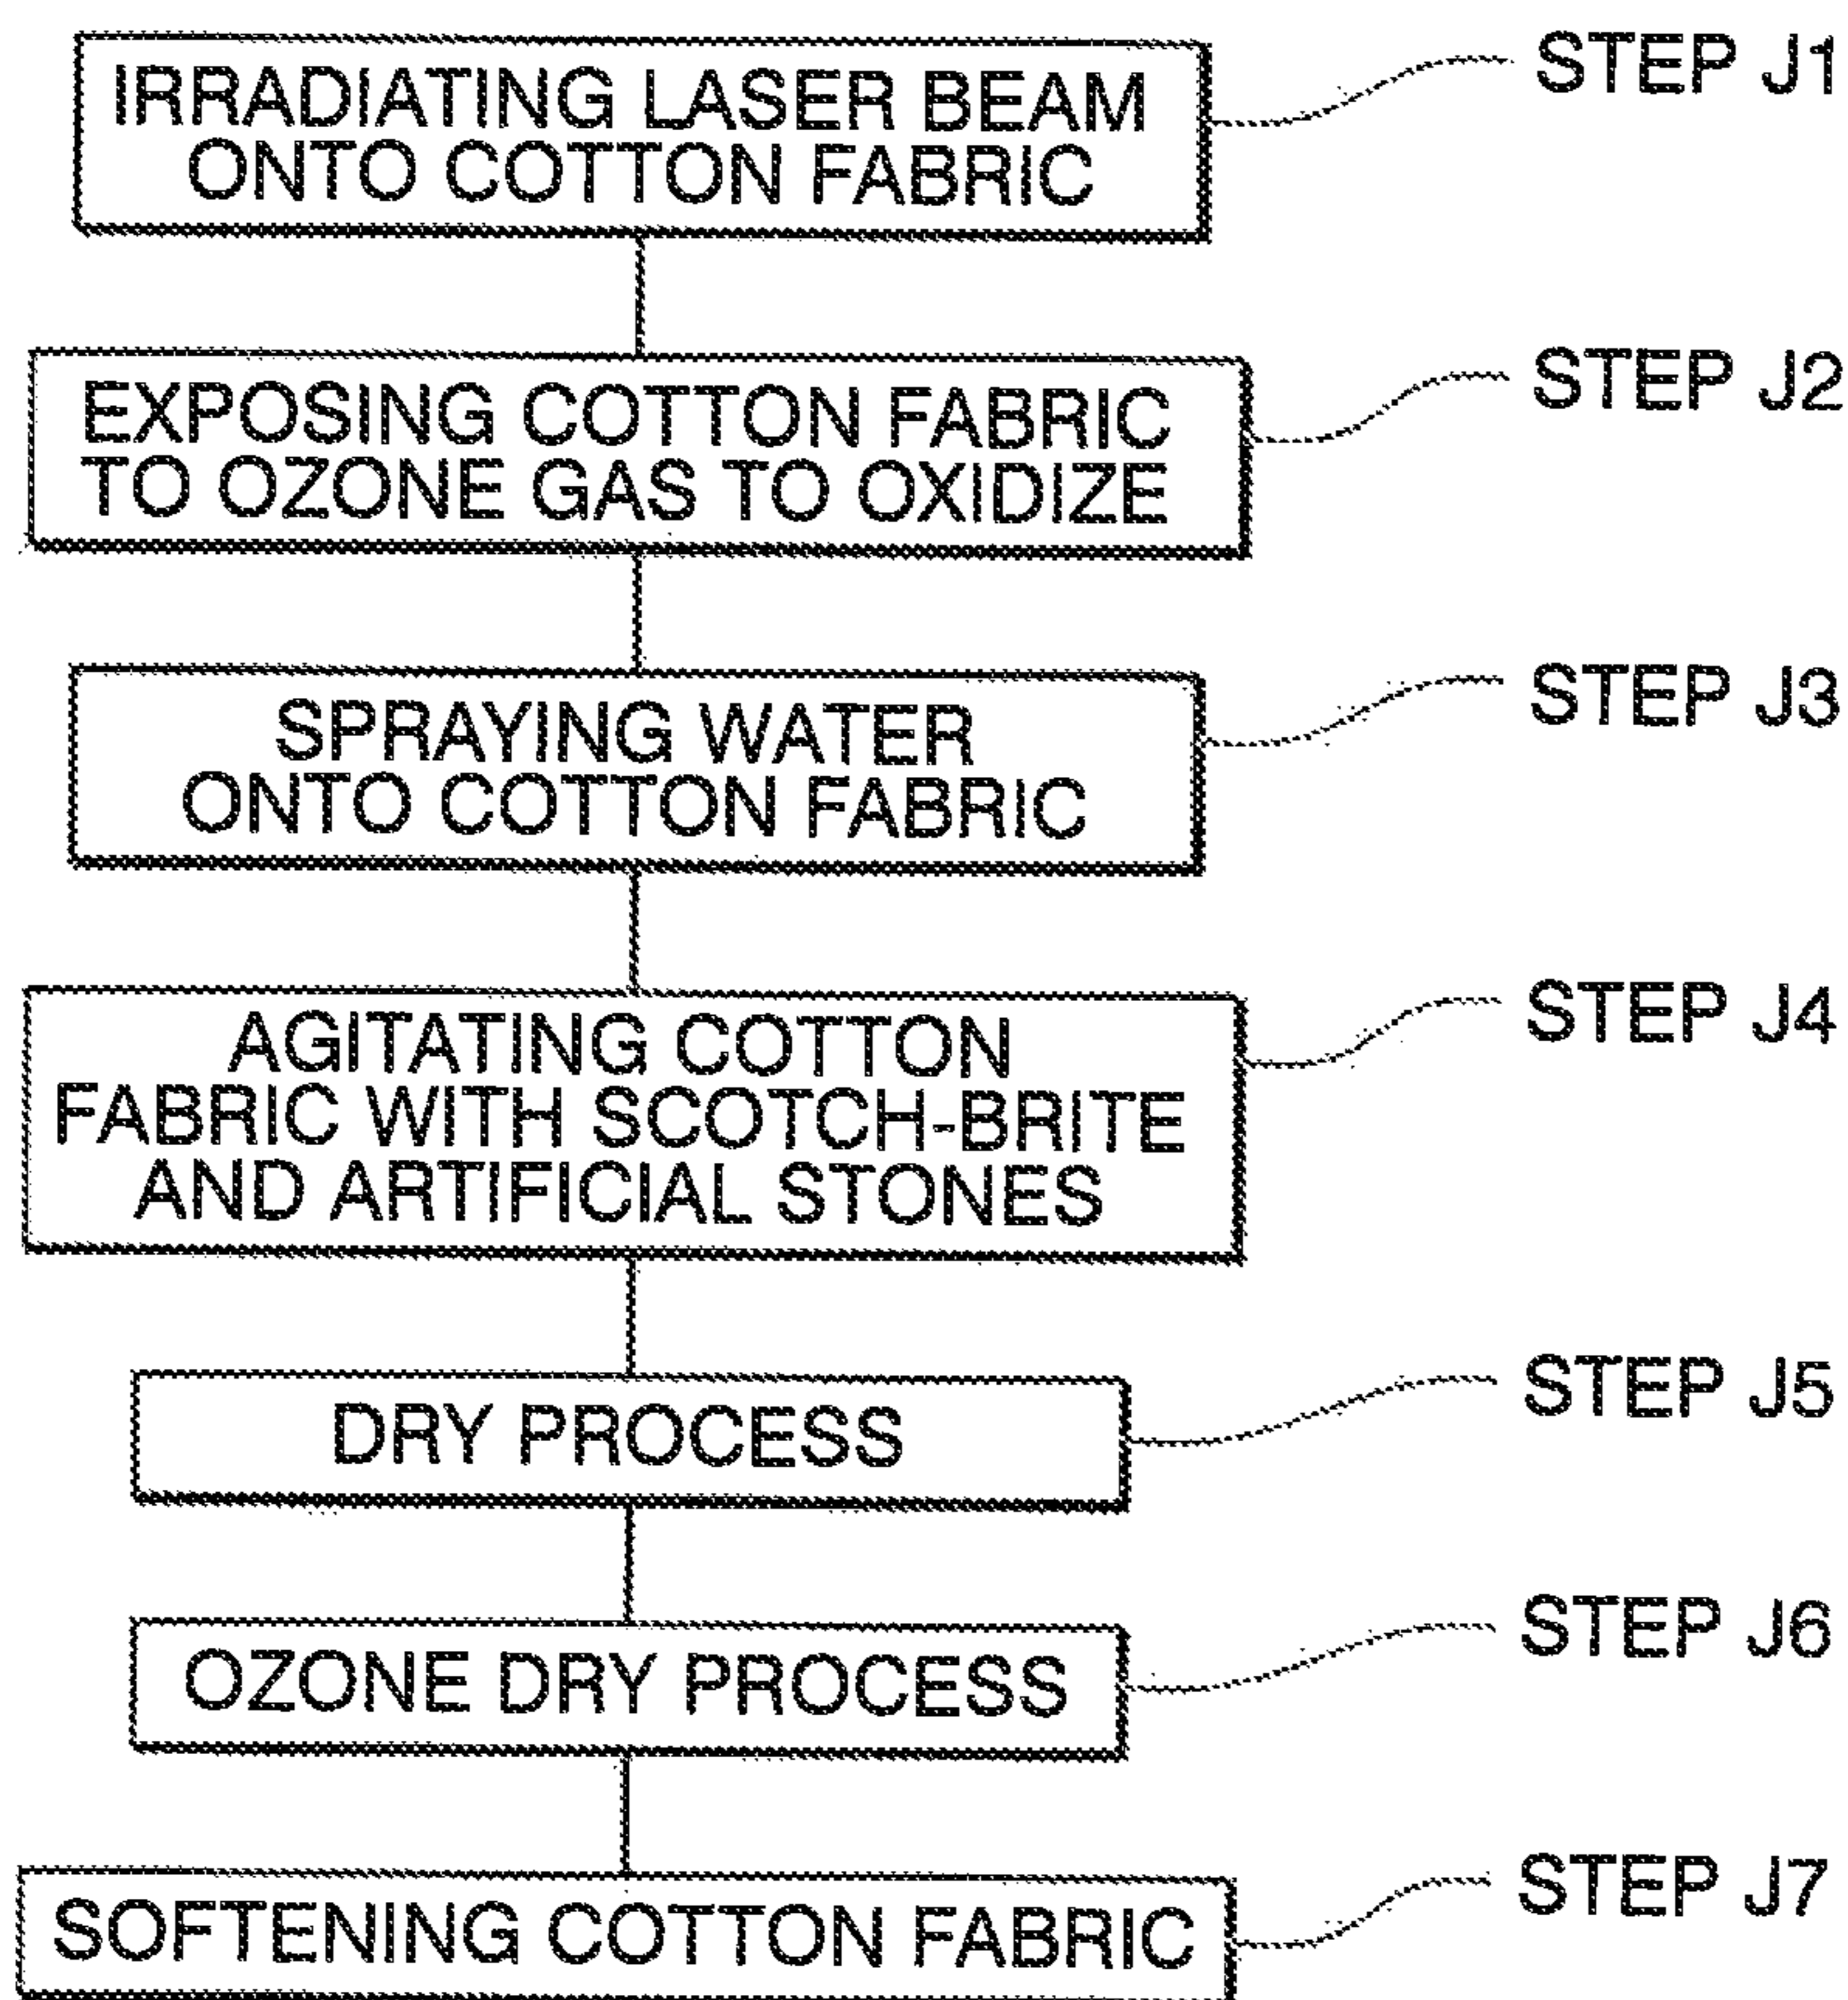 IRRADIATING LASER BEAM
ONTO COTTON FABRIC
STEP J1
EXPOSING COTTON FABRIC
TO OZONE GAS TO OXIDIZE
STEP J2
SPRAYING WATER
ONTO COTTON FABRIC
STEP J3
AGITATING COTTON
FABRIC WITH SCOTCH-BRITE
AND ARTIFICIAL STONES
STEP J4
DRY PROCESS
STEP J5
OZONE DRY PROCESS
STEP J6
SOFTENING COTTON FABRIC
STEP J7